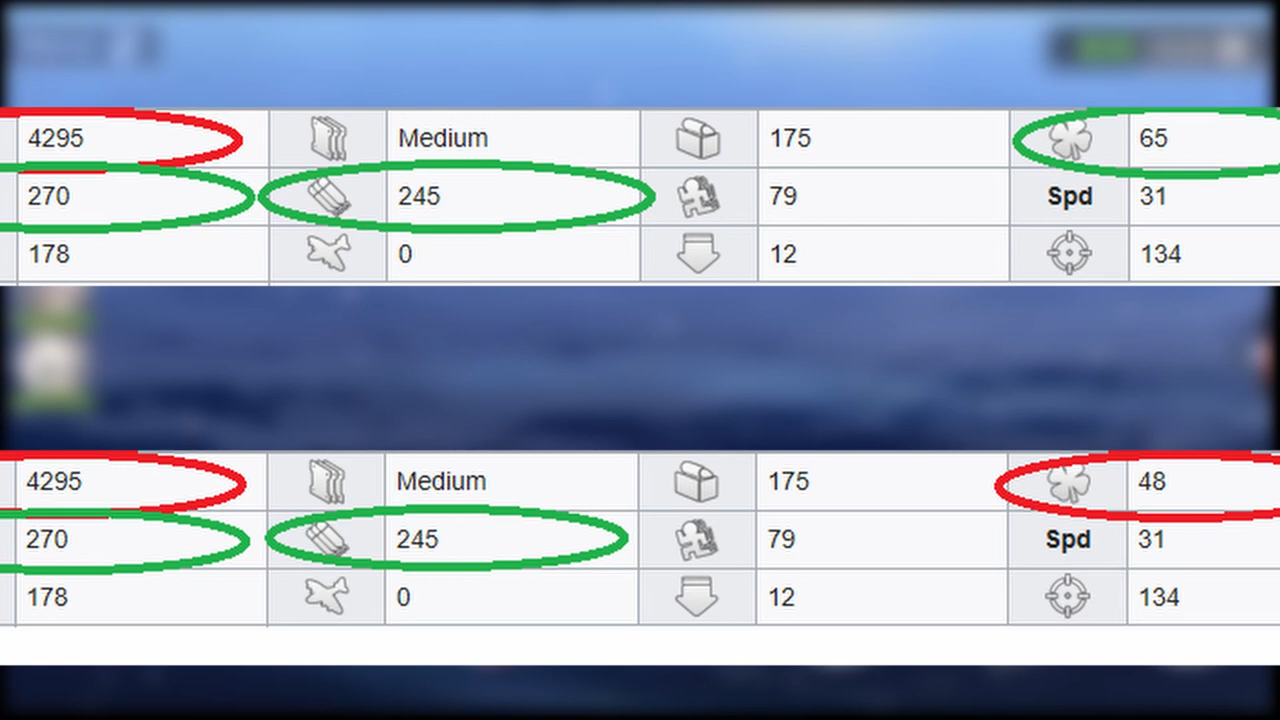 4295 Medium 175 65
270 245 79 Spd 31
178 0 12 134
4295 Medium 175 48
270 245 79 Spd 31
178 0 12 134